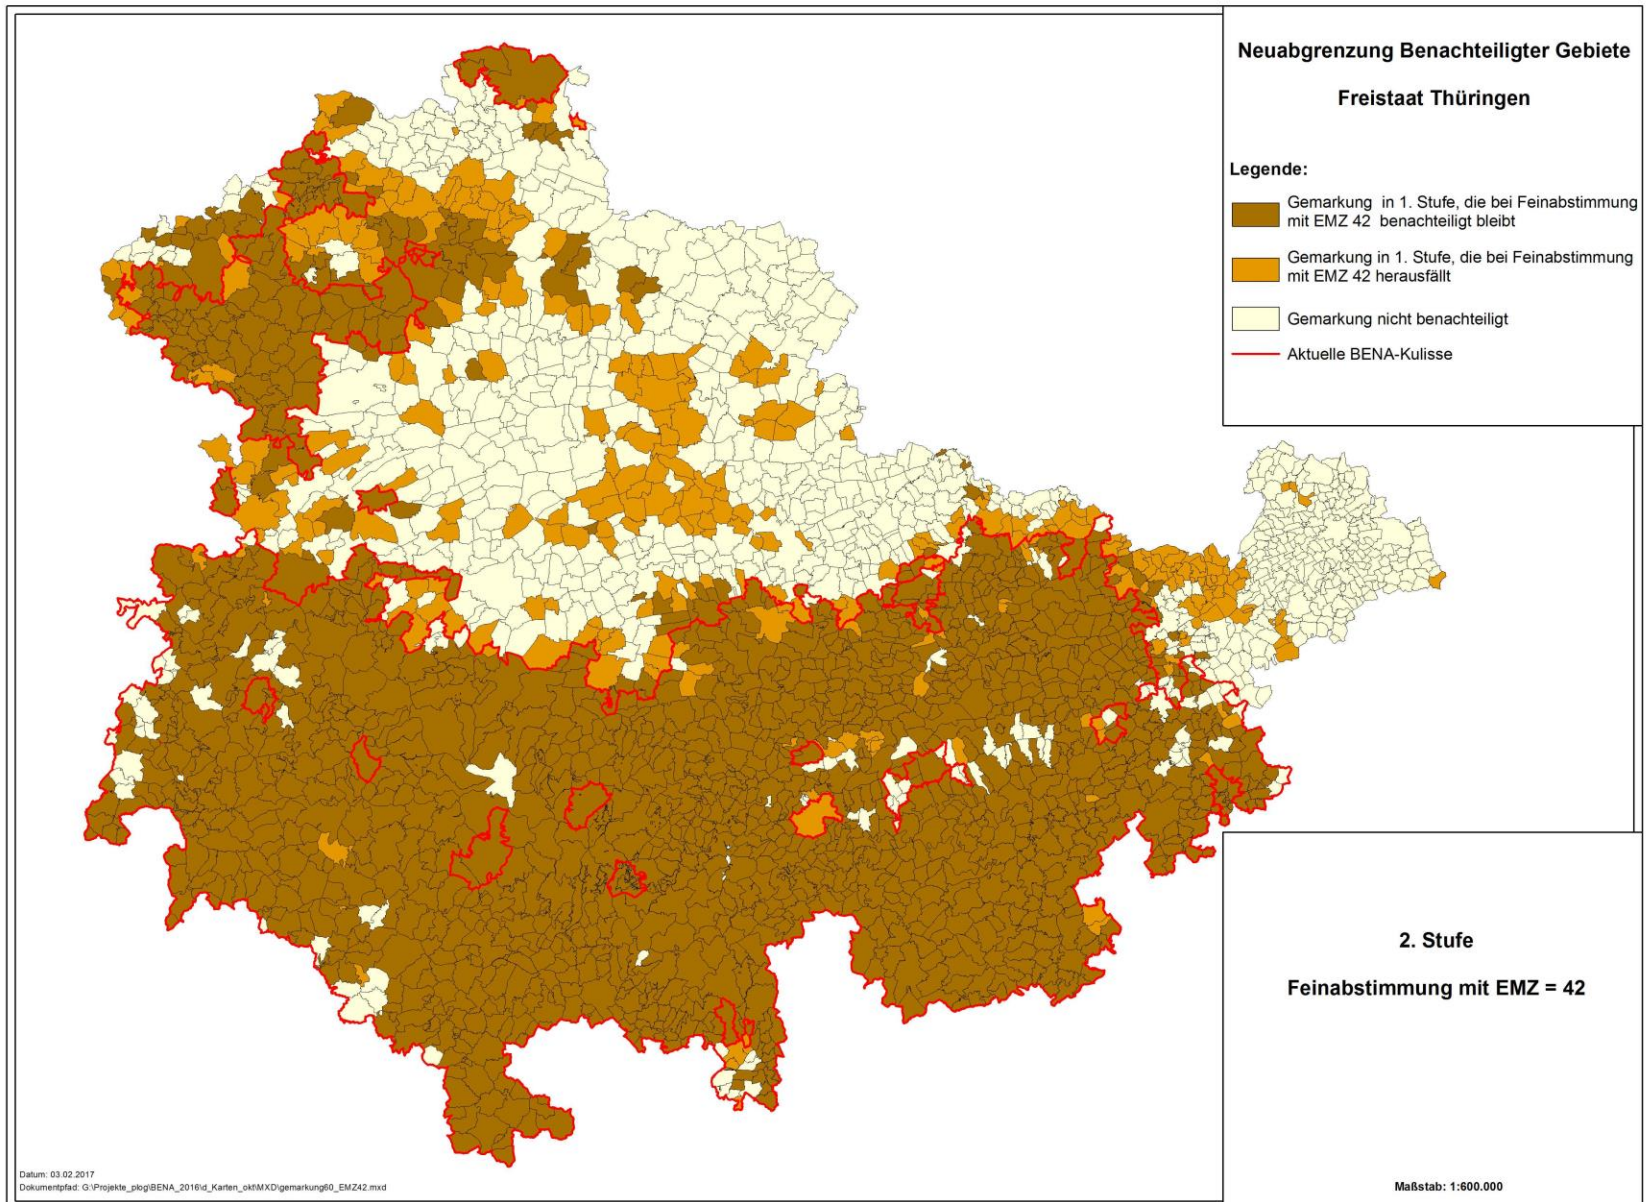 Neuabgrenzung Benachteiligter Gebiete
Freistaat Thüringen
Legende:
Gemarkung in 1. Stufe, die bei Feinabstimmung
mit EMZ 42 benachteiligt bleibt
Gemarkung in 1. Stufe, die bei Feinabstimmung
mit EMZ 42 herausfällt
Gemarkung nicht benachteiligt
Aktuelle BENA-Kulisse
2. Stufe
Feinabstimmung mit EMZ = 42
Maßstab: 1:600.000
Datum: 03.02.2017
Dokumentpfad: G:\Projekte_plog\BENA_2016\d_Karten_okt\MXD\gemarkung60_EMZ42.mxd